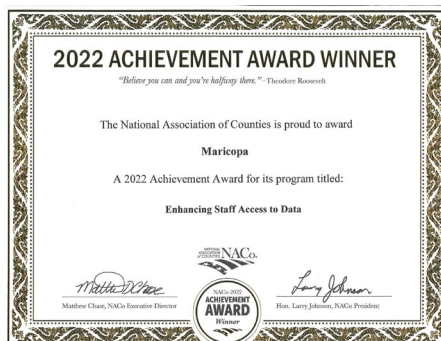 2022 ACHIEVEMENT AWARD WINNER
"Believe you can and you're halfway there." –Theodore Roosevelt
The National Association of Counties is proud to award
Maricopa
A 2022 Achievement Award for its program titled:
Enhancing Staff Access to Data
NATIONAL ASSOCIATION of COUNTIES NACo.
Matthew Chase, NACo Executive Director
Hon. Larry Johnson, NACo President
NACo 2022
ACHIEVEMENT
AWARD
Winner